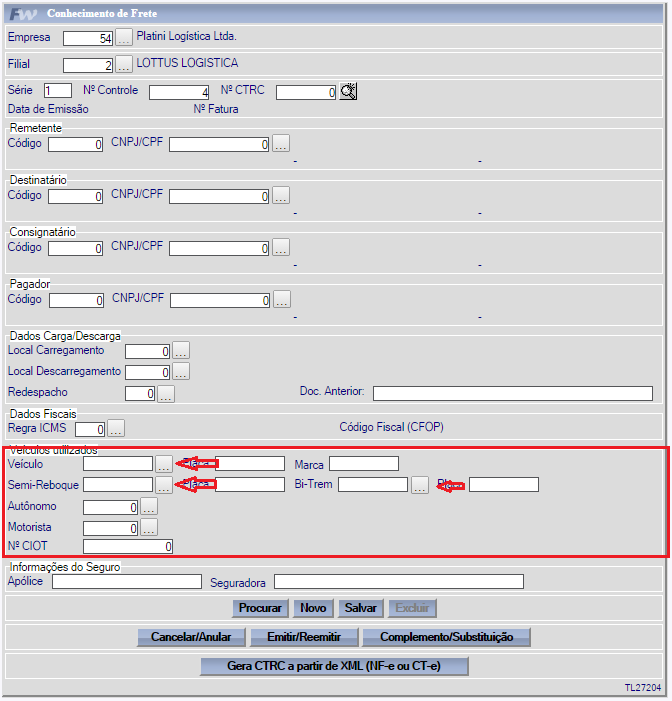 FW Conhecimento de Frete
Empresa 54 ... Platini Logística Ltda.
Filial 2 ... LOTTUS LOGISTICA
Série 1 Nº Controle 4 Nº CTRC 0
Data de Emissão Nº Fatura
Remetente
Código 0 CNPJ/CPF 0 ...
- -
Destinatário
Código 0 CNPJ/CPF 0 ...
- -
Consignatário
Código 0 CNPJ/CPF 0 ...
- -
Pagador
Código 0 CNPJ/CPF 0 ...
- -
Dados Carga/Descarga
Local Carregamento 0 ...
Local Descarregamento 0 ...
Redespacho 0 ... Doc. Anterior:
Dados Fiscais
Regra ICMS 0 ... Código Fiscal (CFOP)
Veículos utilizados
Veículo ... Placa Marca
Semi-Reboque ... Placa Bi-Trem ... Placa
Autônomo 0 ...
Motorista 0 ...
Nº CIOT 0
Informações do Seguro
Apólice Seguradora
Procurar Novo Salvar Excluir
Cancelar/Anular Emitir/Reemitir Complemento/Substituição
Gera CTRC a partir de XML (NF-e ou CT-e)
TL27204